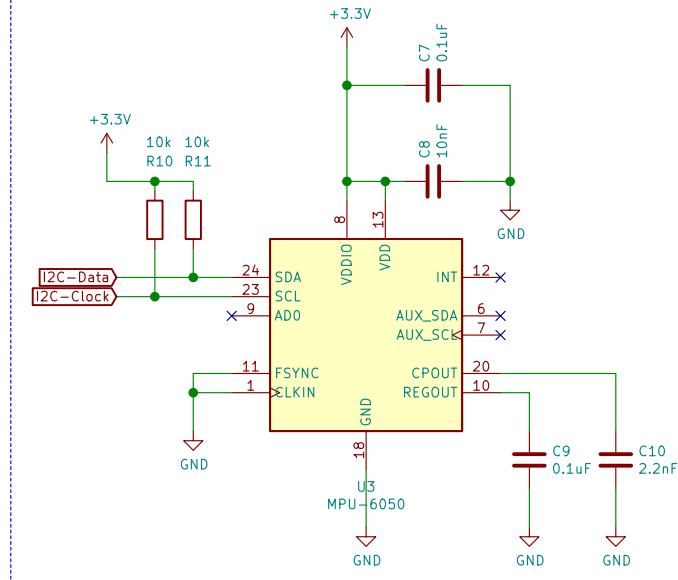 +3.3V
C7
0.1uF
+3.3V
10k
10k
R10
R11
C8
10nF
GND
8
13
VDDIO
VDD
I2C-Data
24
SDA
INT
12
I2C-Clock
23
SCL
9
AD0
AUX_SDA
6
AUX_SCL
7
11
FSYNC
CPOUT
20
1
CLKIN
REGOUT
10
GND
18
GND
C9
0.1uF
C10
2.2nF
U3
MPU-6050
GND
GND
GND